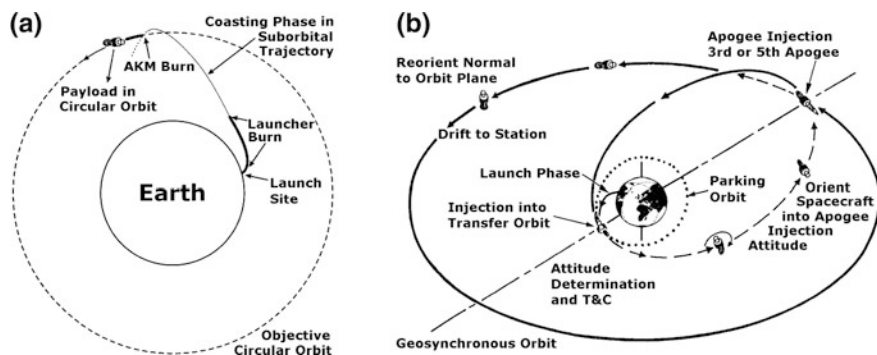 (a)
Coasting Phase in
Suborbital
Trajectory
AKM Burn
Payload in
Circular Orbit
Launcher
Burn
Earth
Launch
Site
Objective
Circular Orbit
(b)
Apogee Injection
3rd or 5th Apogee
Reorient Normal
to Orbit Plane
Drift to Station
Launch Phase
Parking
Orbit
Injection into
Transfer Orbit
Orient
Spacecraft
into Apogee
Injection
Attitude
Attitude
Determination
and T&C
Geosynchronous Orbit